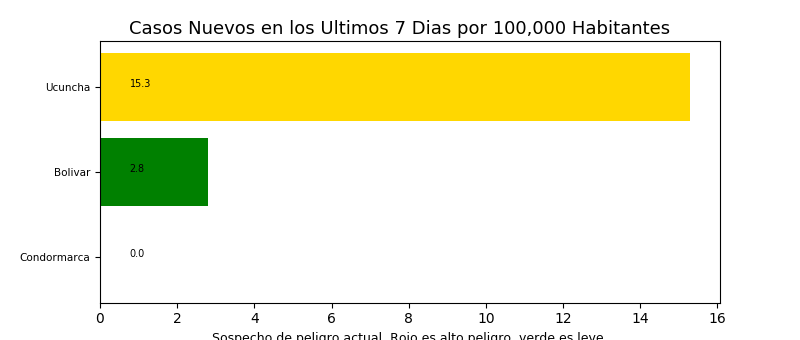 Casos Nuevos en los Ultimos 7 Dias por 100,000 Habitantes
Ucuncha
15.3
Bolivar
2.8
Condormarca
0.0
0 2 4 6 8 10 12 14 16
Sospecho de peligro actual. Rojo es alto peligro, verde es leve